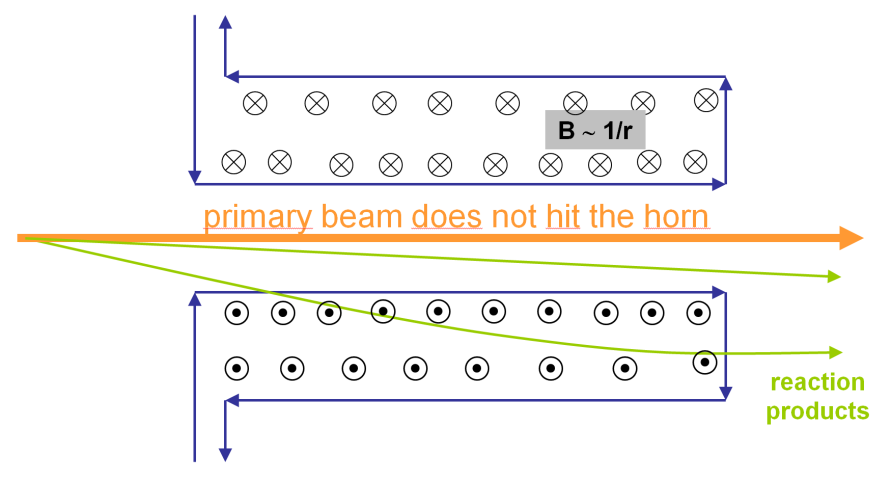 B ~ 1/r
primary beam does not hit the horn
reaction
products